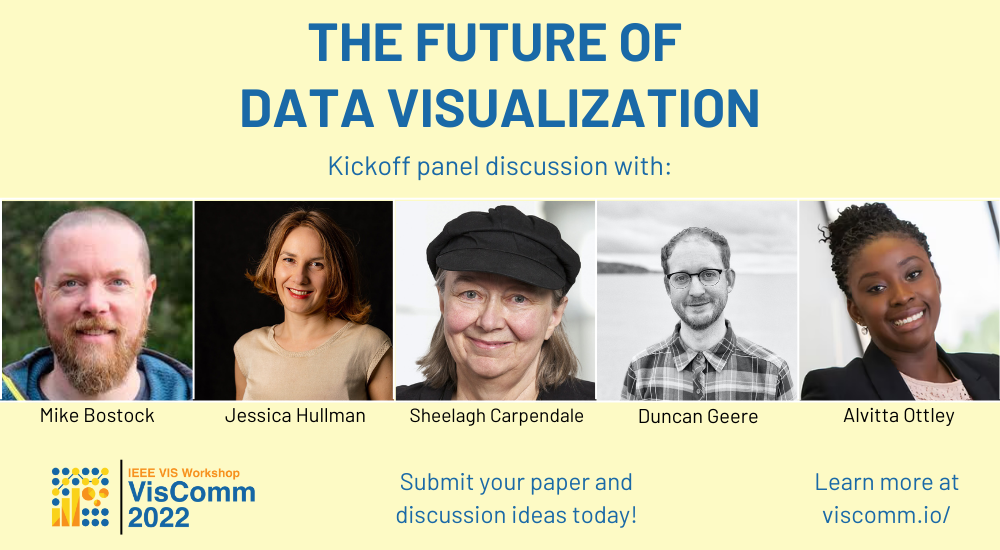 THE FUTURE OF
DATA VISUALIZATION
Kickoff panel discussion with:
Mike Bostock
Jessica Hullman
Sheelagh Carpendale
Duncan Geere
Alvitta Ottley
IEEE VIS Workshop
VisComm
2022
Submit your paper and
discussion ideas today!
Learn more at
viscomm.io/